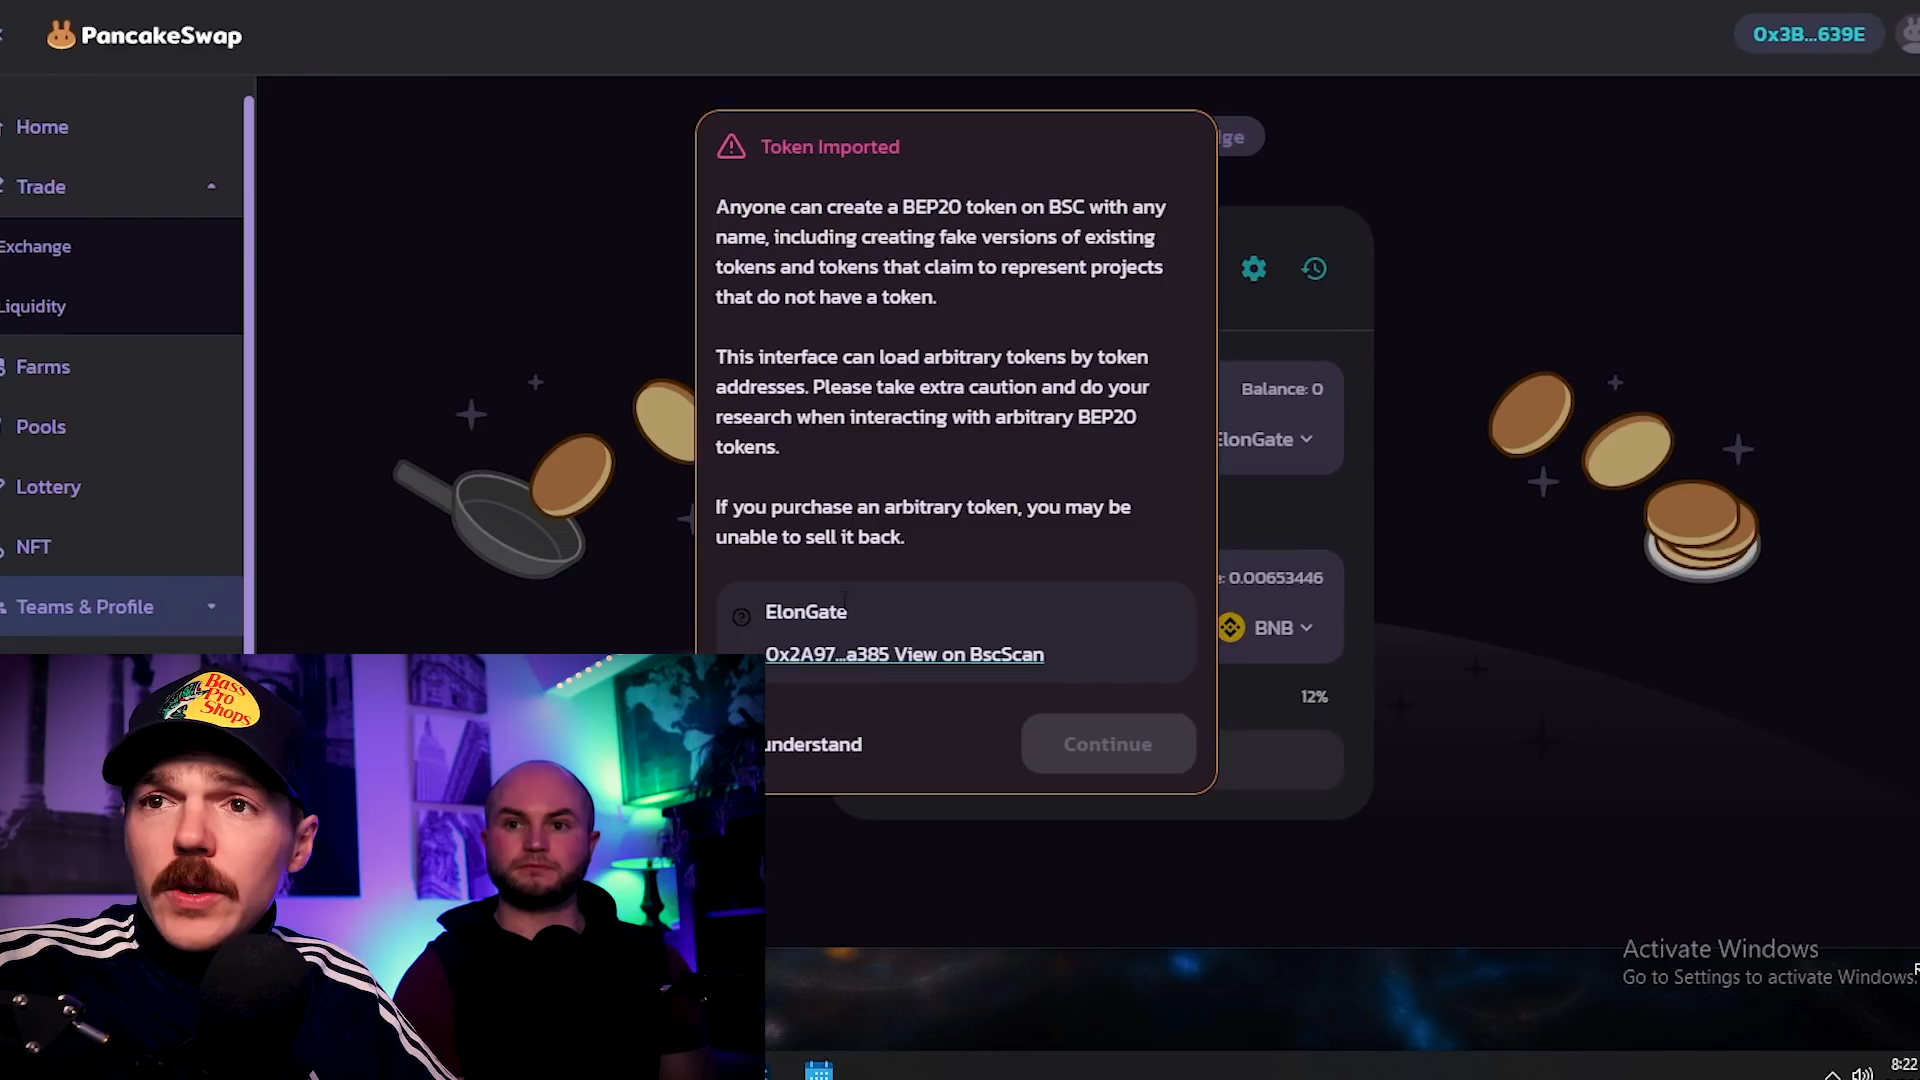 PancakeSwap
0x3B...639E
Home
Trade
Exchange
Liquidity
Farms
Pools
Lottery
NFT
Teams & Profile
Token Imported
Anyone can create a BEP20 token on BSC with any
name, including creating fake versions of existing
tokens and tokens that claim to represent projects
that do not have a token.
This interface can load arbitrary tokens by token
addresses. Please take extra caution and do your
research when interacting with arbitrary BEP20
tokens.
If you purchase an arbitrary token, you may be
unable to sell it back.
ElonGate
0x2A97...a385 View on BscScan
understand
Continue
Balance: 0
ElonGate
0.00653446
BNB
12%
Bass
Pro
Shops
Activate Windows
Go to Settings to activate Windows.
8:22